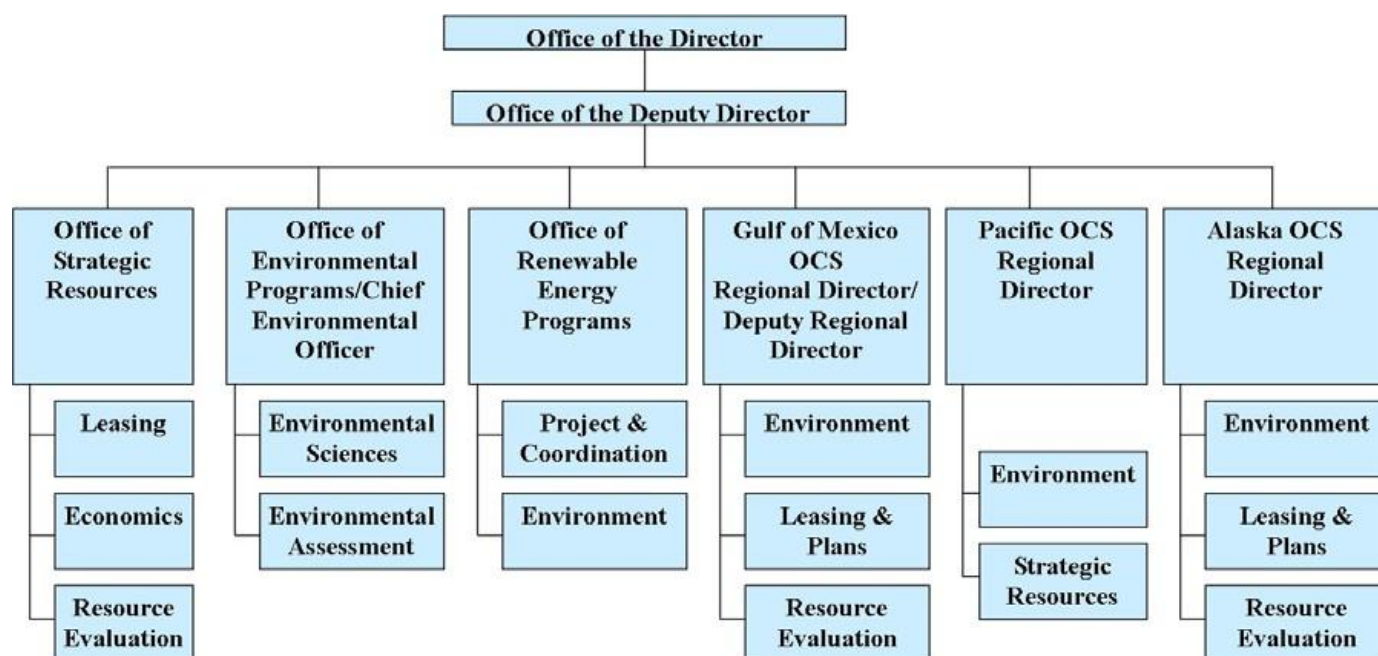 Office of the Director
Office of the Deputy Director
Office of
Strategic
Resources
Office of
Environmental
Programs/Chief
Environmental
Officer
Office of
Renewable
Energy
Programs
Gulf of Mexico
OCS
Regional Director/
Deputy Regional
Director
Pacific OCS
Regional
Director
Alaska OCS
Regional
Director
Leasing
Economics
Resource
Evaluation
Environmental
Sciences
Environmental
Assessment
Project &
Coordination
Environment
Environment
Leasing &
Plans
Resource
Evaluation
Environment
Strategic
Resources
Environment
Leasing &
Plans
Resource
Evaluation